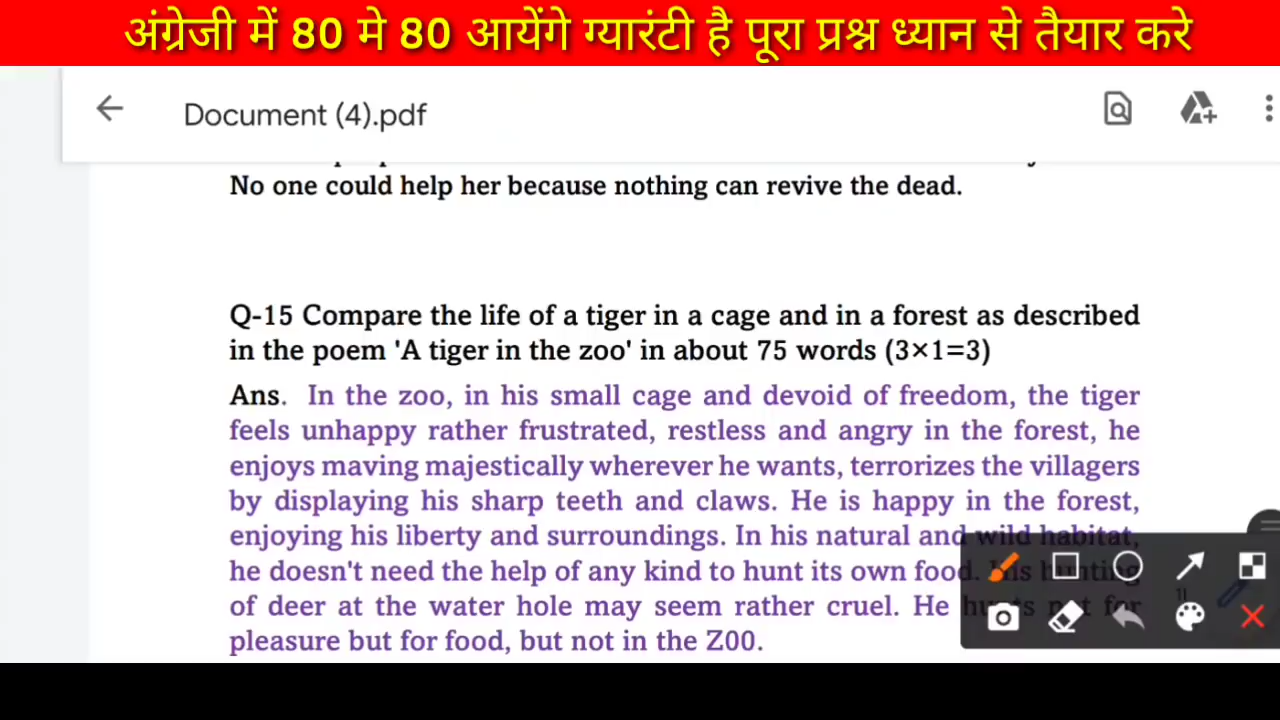 अंग्रेजी में 80 मे 80 आयेंगे ग्यारंटी है पूरा प्रश्न ध्यान से तैयार करे
Document (4).pdf
No one could help her because nothing can revive the dead.
Q-15 Compare the life of a tiger in a cage and in a forest as described
in the poem 'A tiger in the zoo' in about 75 words (3×1=3)
Ans. In the zoo, in his small cage and devoid of freedom, the tiger
feels unhappy rather frustrated, restless and angry in the forest, he
enjoys maving majestically wherever he wants, terrorizes the villagers
by displaying his sharp teeth and claws. He is happy in the forest,
enjoying his liberty and surroundings. In his natural and wild habitat,
he doesn't need the help of any kind to hunt its own food. His hunting
of deer at the water hole may seem rather cruel. He hunts not for
pleasure but for food, but not in the Z00.